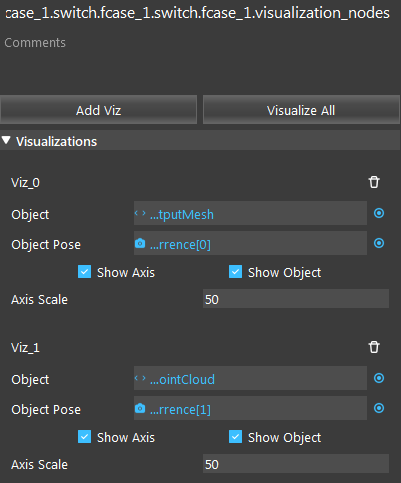 case_1.switch.fcase_1.switch.fcase_1.visualization_nodes
Comments
Add Viz Visualize All
Visualizations
Viz_0
Object ...tputMesh
Object Pose ...rrence[0]
Show Axis Show Object
Axis Scale 50
Viz_1
Object ...ointCloud
Object Pose ...rrence[1]
Show Axis Show Object
Axis Scale 50